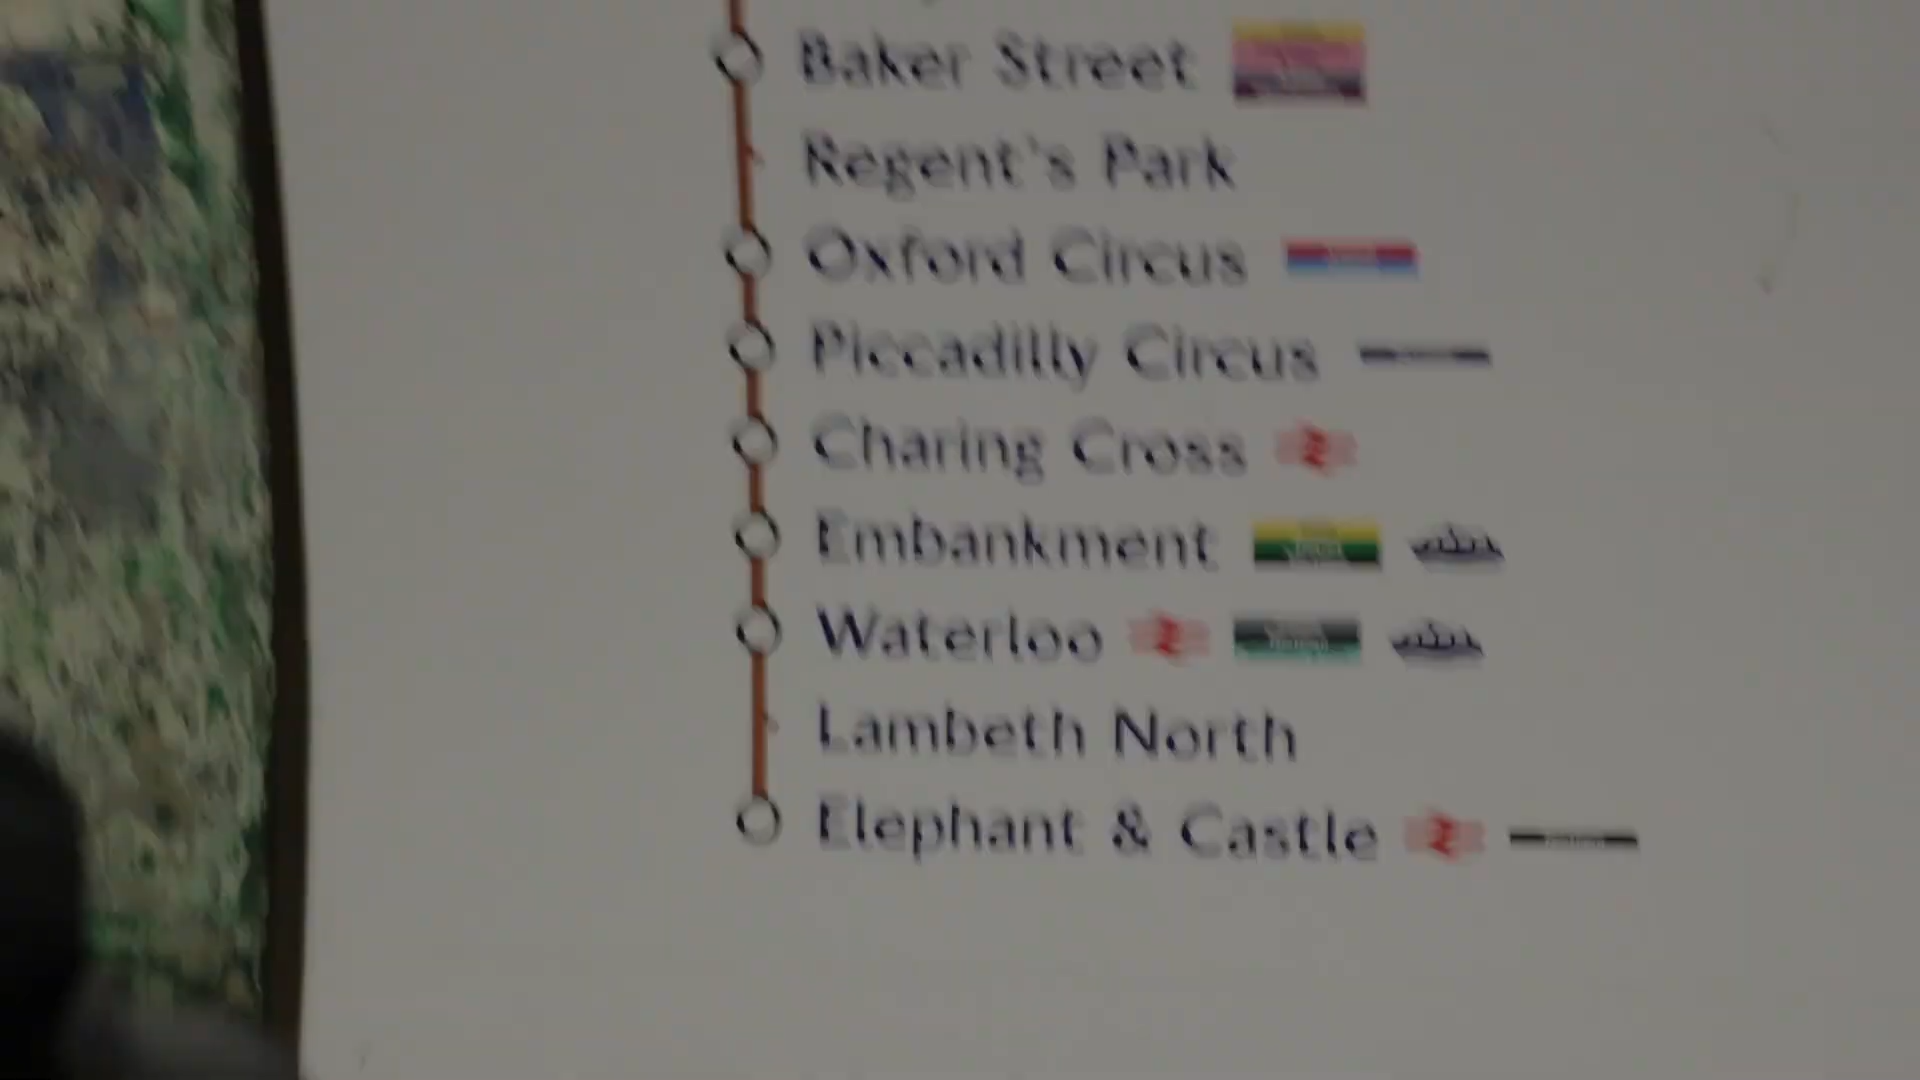 Baker Street
Regent's Park
Oxford Circus
Piccadilly Circus
Charing Cross
Embankment
Waterloo
Lambeth North
Elephant & Castle